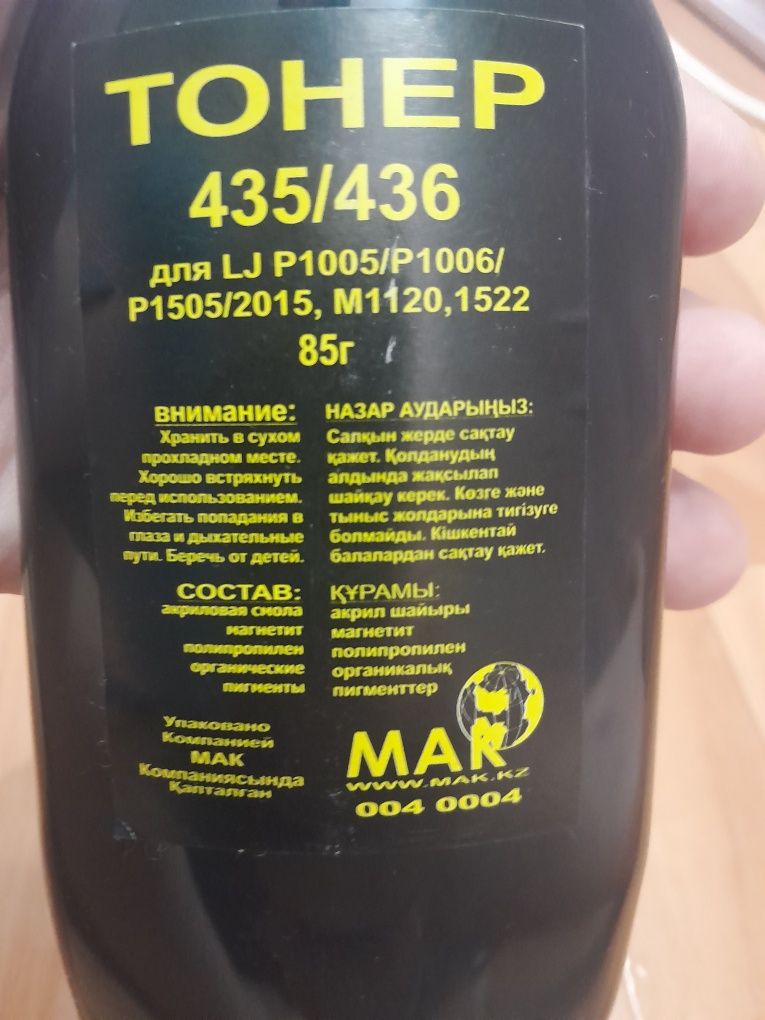 ТОНЕР
435/436
для LJ P1005/P1006/
P1505/2015, M1120,1522
85г
внимание:
Хранить в сухом
прохладном месте.
Хорошо встряхнуть
перед использованием.
Избегать попадания в
глаза и дыхательные
пути. Беречь от детей.
НАЗАР АУДАРЫҢЫЗ:
Салқын жерде сақтау
қажет. Қолданудың
алдында жақсылап
шайқау керек. Көзге және
тыныс жолдарына тигізуге
болмайды. Кішкентай
балалардан сақтау қажет.
СОСТАВ:
акриловая смола
магнетит
полипропилен
органические
пигменты
ҚҰРАМЫ:
акрил шайыры
магнетит
полипропилен
органикалық
пигменттер
Упаковано
Компанией
МАК
Компаниясында
Қапталған
МАК
WWW.MAK.KZ
004 0004